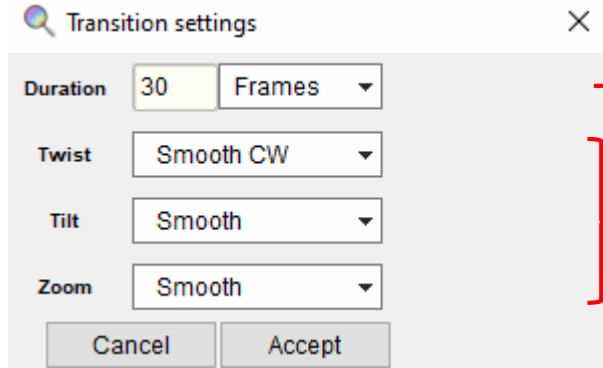 Transition settings
Duration 30 Frames
Twist Smooth CW
Tilt Smooth
Zoom Smooth
Cancel Accept